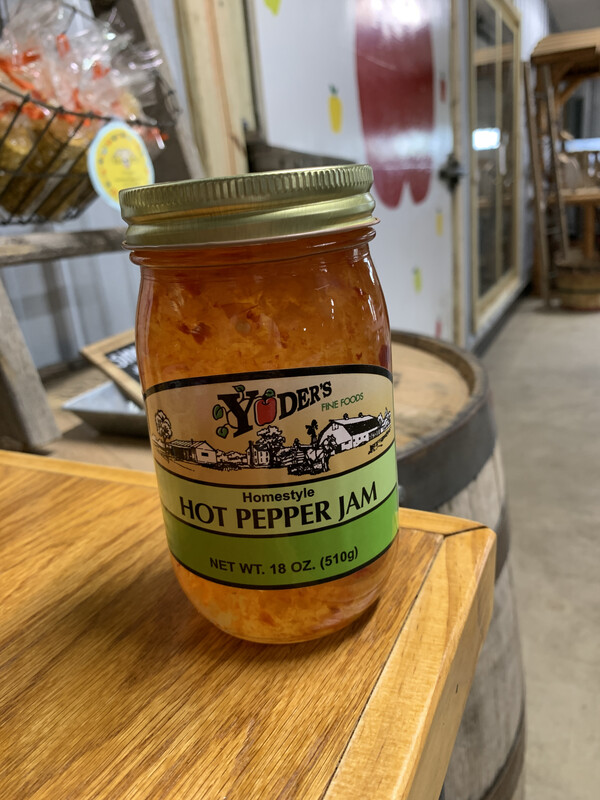 YODER'S
FINE FOODS
Homestyle
HOT PEPPER JAM
NET WT. 18 OZ. (510g)